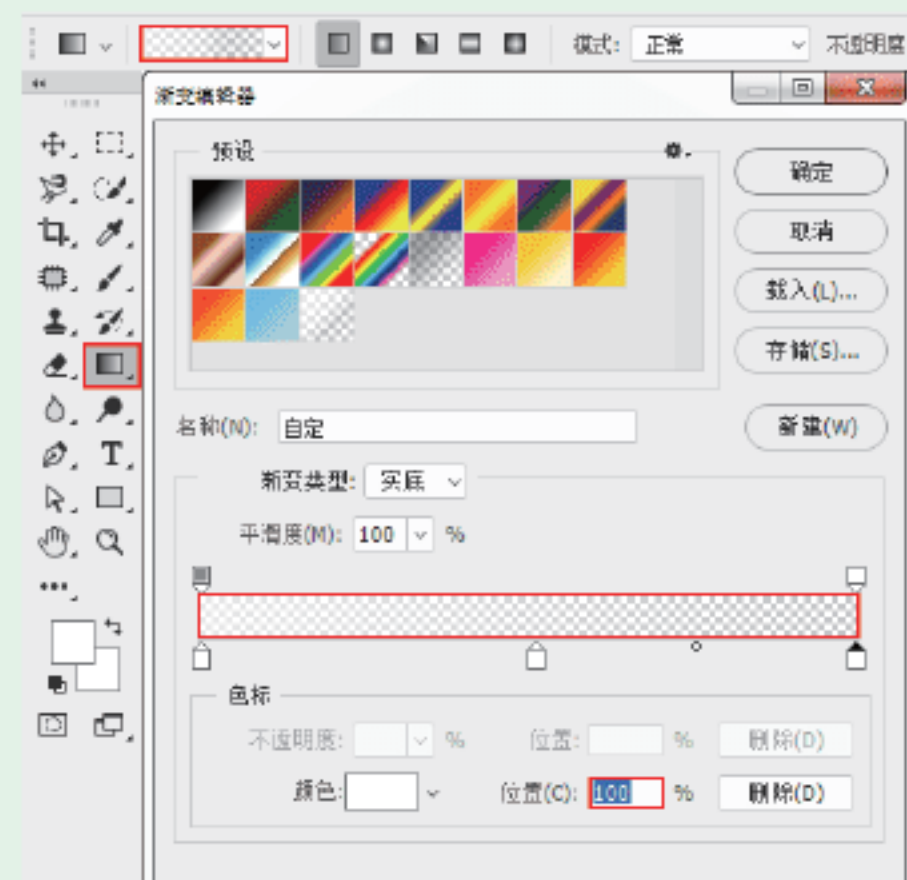 模式: 正常 不透明度
渐变编辑器
预设
确定
取消
载入(L)...
存储(S)...
名称(N): 自定
新建(W)
渐变类型: 实底
平滑度(M): 100 %
色标
不透明度: % 位置: % 删除(D)
颜色: 位置(C): 100 % 删除(D)